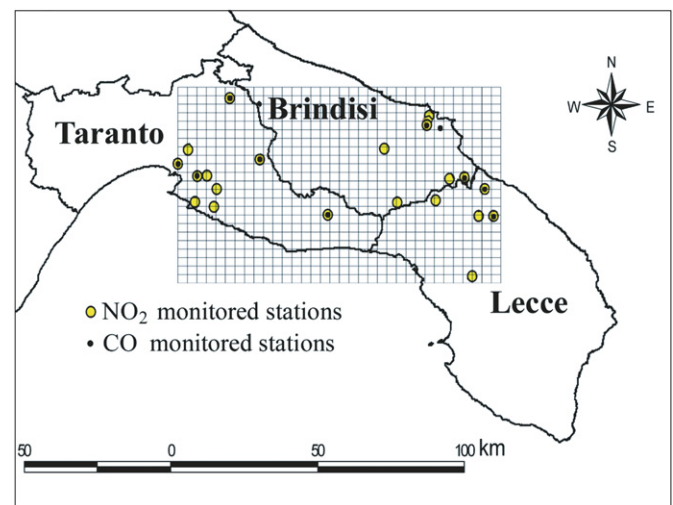 N
Brindisi
W E
Taranto
S
Lecce
NO₂ monitored stations
CO monitored stations
50 0 50 100 km